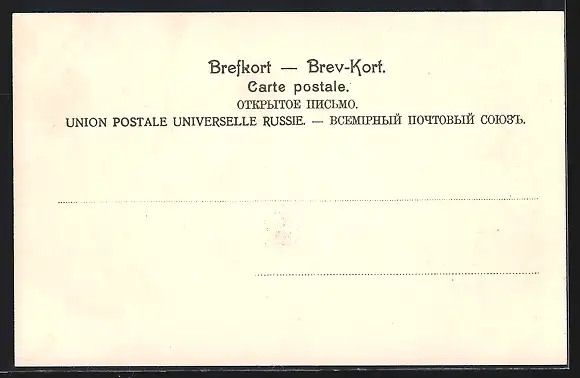 Brefkort — Brev-Kort.
Carte postale.
ОТКРЫТОЕ ПИСЬМО.
UNION POSTALE UNIVERSELLE RUSSIE. — ВСЕМІРНЫЙ ПОЧТОВЫЙ СОЮЗЪ.